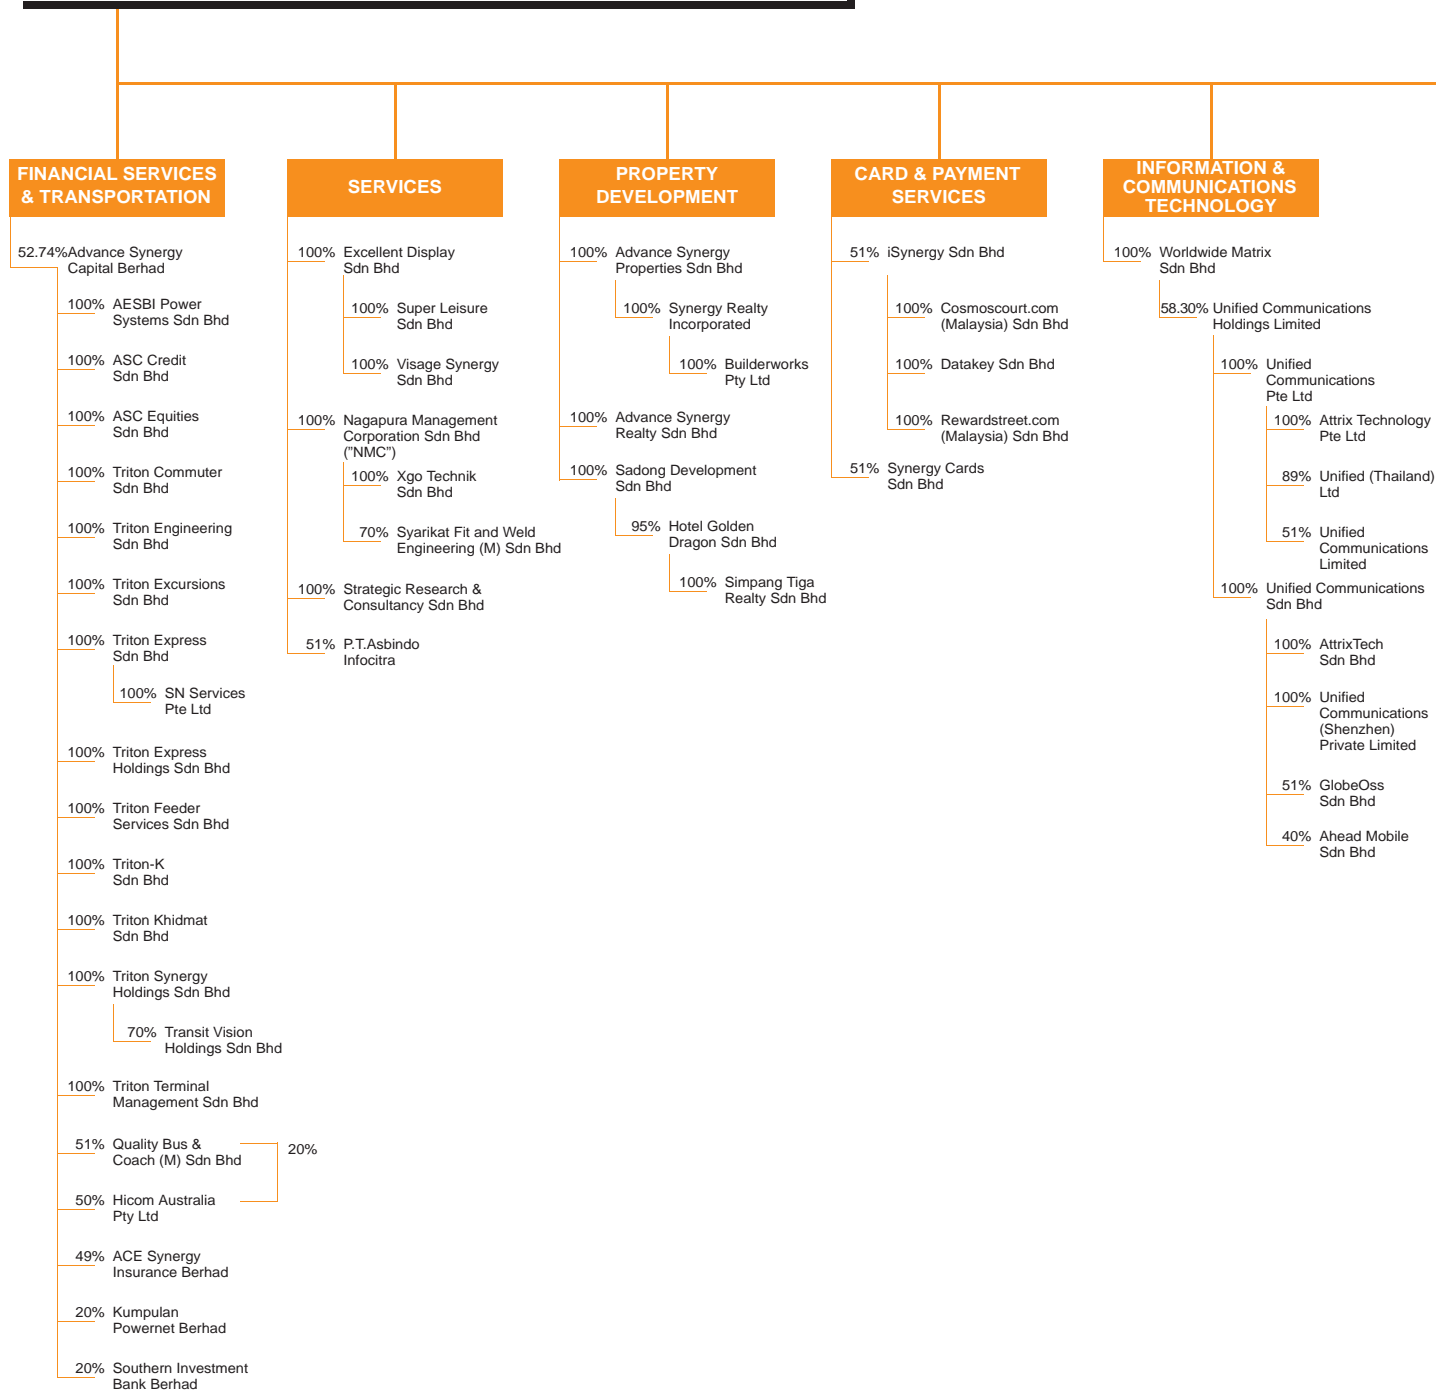 FINANCIAL SERVICES
& TRANSPORTATION
52.74% Advance Synergy
Capital Berhad
100% AESBI Power
Systems Sdn Bhd
100% ASC Credit
Sdn Bhd
100% ASC Equities
Sdn Bhd
100% Triton Commuter
Sdn Bhd
100% Triton Engineering
Sdn Bhd
100% Triton Excursions
Sdn Bhd
100% Triton Express
Sdn Bhd
100% SN Services
Pte Ltd
100% Triton Express
Holdings Sdn Bhd
100% Triton Feeder
Services Sdn Bhd
100% Triton-K
Sdn Bhd
100% Triton Khidmat
Sdn Bhd
100% Triton Synergy
Holdings Sdn Bhd
70% Transit Vision
Holdings Sdn Bhd
100% Triton Terminal
Management Sdn Bhd
51% Quality Bus &
Coach (M) Sdn Bhd
20%
50% Hicom Australia
Pty Ltd
49% ACE Synergy
Insurance Berhad
20% Kumpulan
Powernet Berhad
20% Southern Investment
Bank Berhad
SERVICES
100% Excellent Display
Sdn Bhd
100% Super Leisure
Sdn Bhd
100% Visage Synergy
Sdn Bhd
100% Nagapura Management
Corporation Sdn Bhd
("NMC")
100% Xgo Technik
Sdn Bhd
70% Syarikat Fit and Weld
Engineering (M) Sdn Bhd
100% Strategic Research &
Consultancy Sdn Bhd
51% P.T.Asbindo
Infocitra
PROPERTY
DEVELOPMENT
100% Advance Synergy
Properties Sdn Bhd
100% Synergy Realty
Incorporated
100% Builderworks
Pty Ltd
100% Advance Synergy
Realty Sdn Bhd
100% Sadong Development
Sdn Bhd
95% Hotel Golden
Dragon Sdn Bhd
100% Simpang Tiga
Realty Sdn Bhd
CARD & PAYMENT
SERVICES
51% iSynergy Sdn Bhd
100% Cosmoscourt.com
(Malaysia) Sdn Bhd
100% Datakey Sdn Bhd
100% Rewardstreet.com
(Malaysia) Sdn Bhd
51% Synergy Cards
Sdn Bhd
INFORMATION &
COMMUNICATIONS
TECHNOLOGY
100% Worldwide Matrix
Sdn Bhd
58.30% Unified Communications
Holdings Limited
100% Unified
Communications
Pte Ltd
100% Attrix Technology
Pte Ltd
89% Unified (Thailand)
Ltd
51% Unified
Communications
Limited
100% Unified Communications
Sdn Bhd
100% AttrixTech
Sdn Bhd
100% Unified
Communications
(Shenzhen)
Private Limited
51% GlobeOss
Sdn Bhd
40% Ahead Mobile
Sdn Bhd